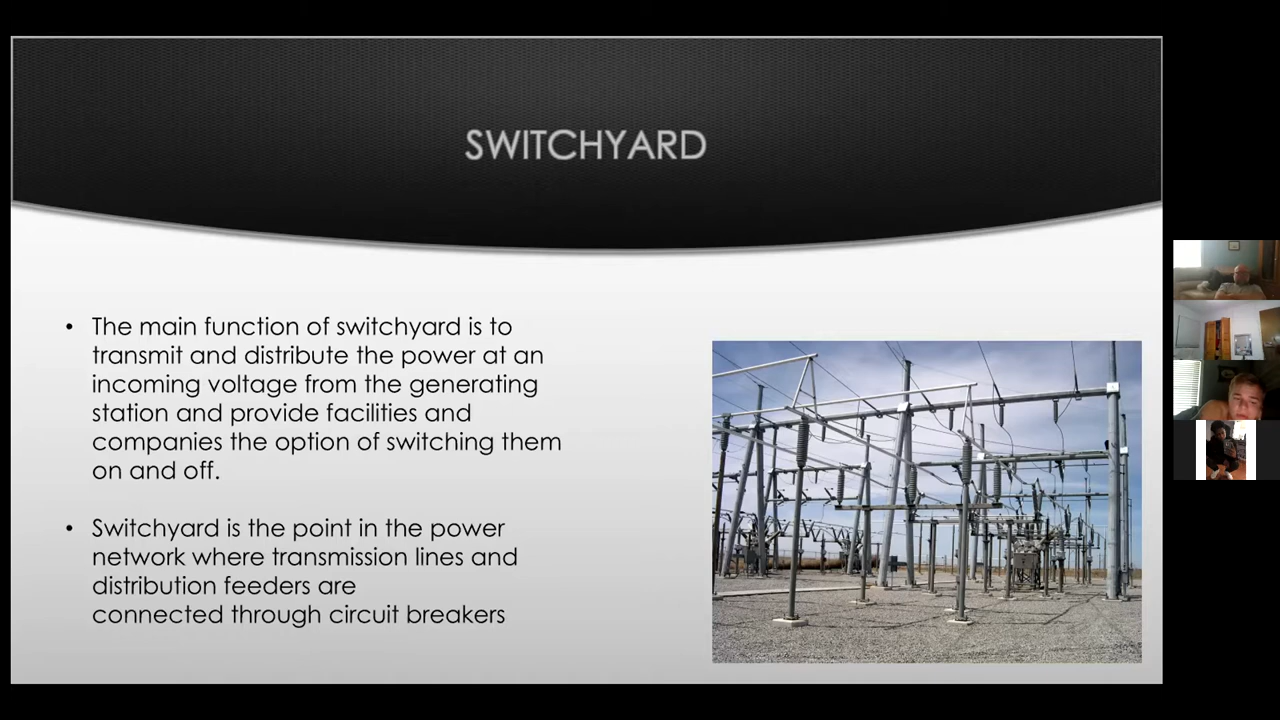 SWITCHYARD
• The main function of switchyard is to
transmit and distribute the power at an
incoming voltage from the generating
station and provide facilities and
companies the option of switching them
on and off.
• Switchyard is the point in the power
network where transmission lines and
distribution feeders are
connected through circuit breakers